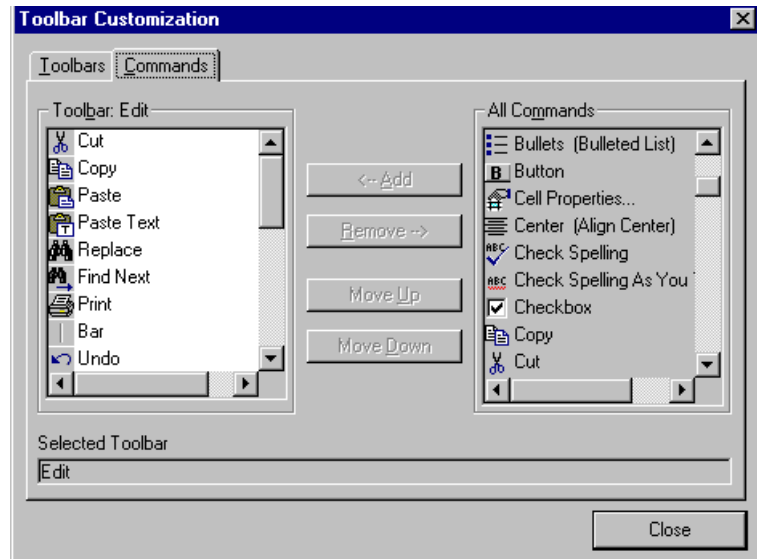 Toolbar Customization
Toolbars
Commands
Toolbar: Edit
Cut
Copy
Paste
Paste Text
Replace
Find Next
Print
Bar
Undo
<-- Add
Remove -->
Move Up
Move Down
All Commands
Bullets (Bulleted List)
B Button
Cell Properties...
Center (Align Center)
ABC Check Spelling
ABC Check Spelling As You
Checkbox
Copy
Cut
Selected Toolbar
Edit
Close